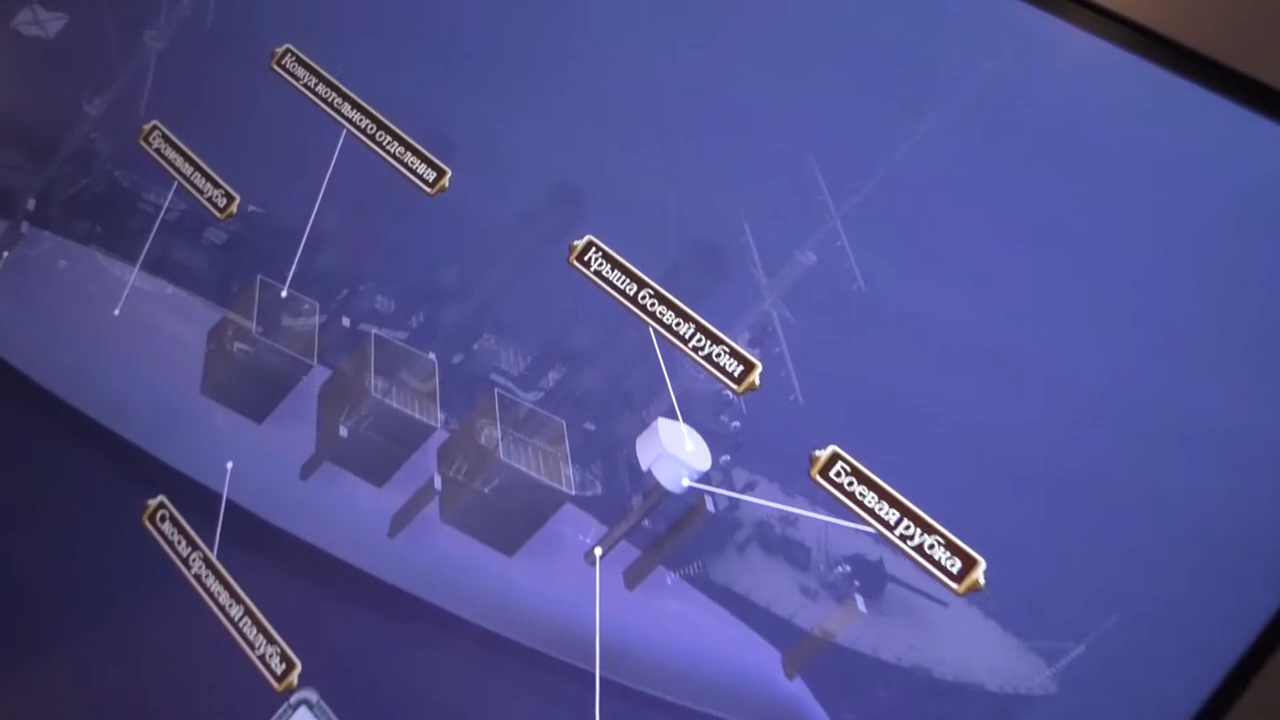 Кожух котельного отделения
Броневая палуба
Крыша боевой рубки
Боевая рубка
Скосы броневой палубы